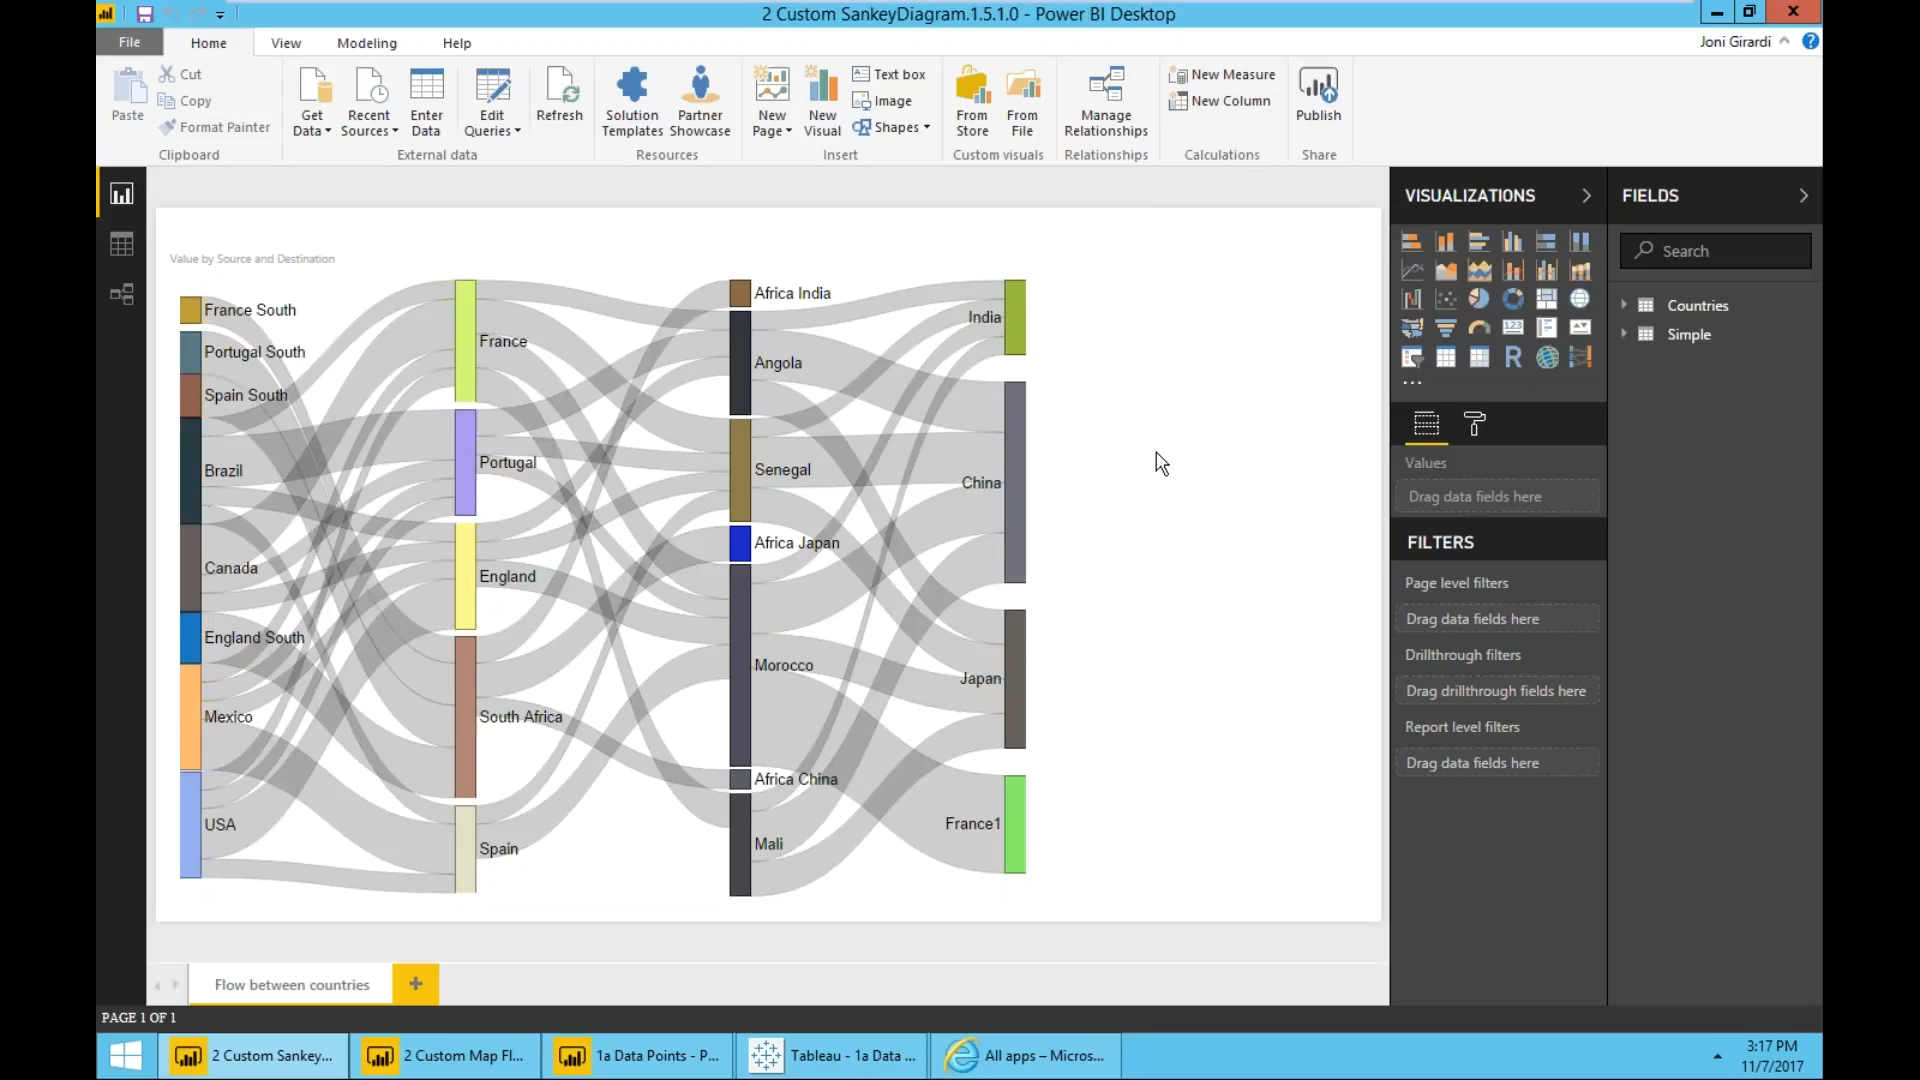 2 Custom SankeyDiagram.1.5.1.0 - Power BI Desktop
File Home View Modeling Help
Joni Girardi
Paste
Cut
Copy
Format Painter
Clipboard
Get Data
Recent Sources
Enter Data
Edit Queries
Refresh
External data
Solution Templates
Partner Showcase
Resources
New Page
New Visual
Text box
Image
Shapes
Insert
From Store
From File
Custom visuals
Manage Relationships
Relationships
New Measure
New Column
Calculations
Publish
Share
Value by Source and Destination
France South
Portugal South
Spain South
Brazil
Canada
England South
Mexico
USA
France
Portugal
England
South Africa
Spain
Africa India
Angola
Senegal
Africa Japan
Morocco
Africa China
Mali
India
China
Japan
France1
VISUALIZATIONS
123
R
Values
Drag data fields here
FILTERS
Page level filters
Drag data fields here
Drillthrough filters
Drag drillthrough fields here
Report level filters
Drag data fields here
FIELDS
Search
Countries
Simple
Flow between countries
PAGE 1 OF 1
2 Custom Sankey...
2 Custom Map Fl...
1a Data Points - P...
Tableau - 1a Data ...
All apps – Micros...
3:17 PM
11/7/2017